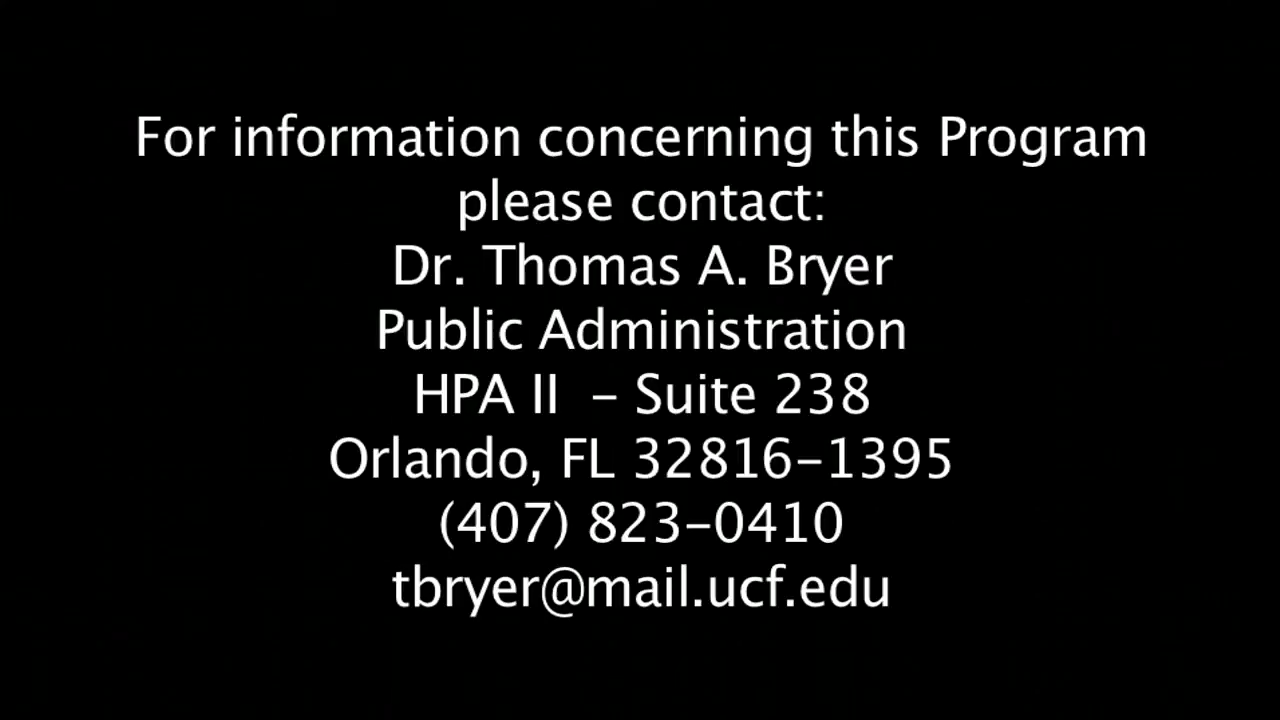 For information concerning this Program
please contact:
Dr. Thomas A. Bryer
Public Administration
HPA II  - Suite 238
Orlando, FL 32816-1395
(407) 823-0410
tbryer@mail.ucf.edu